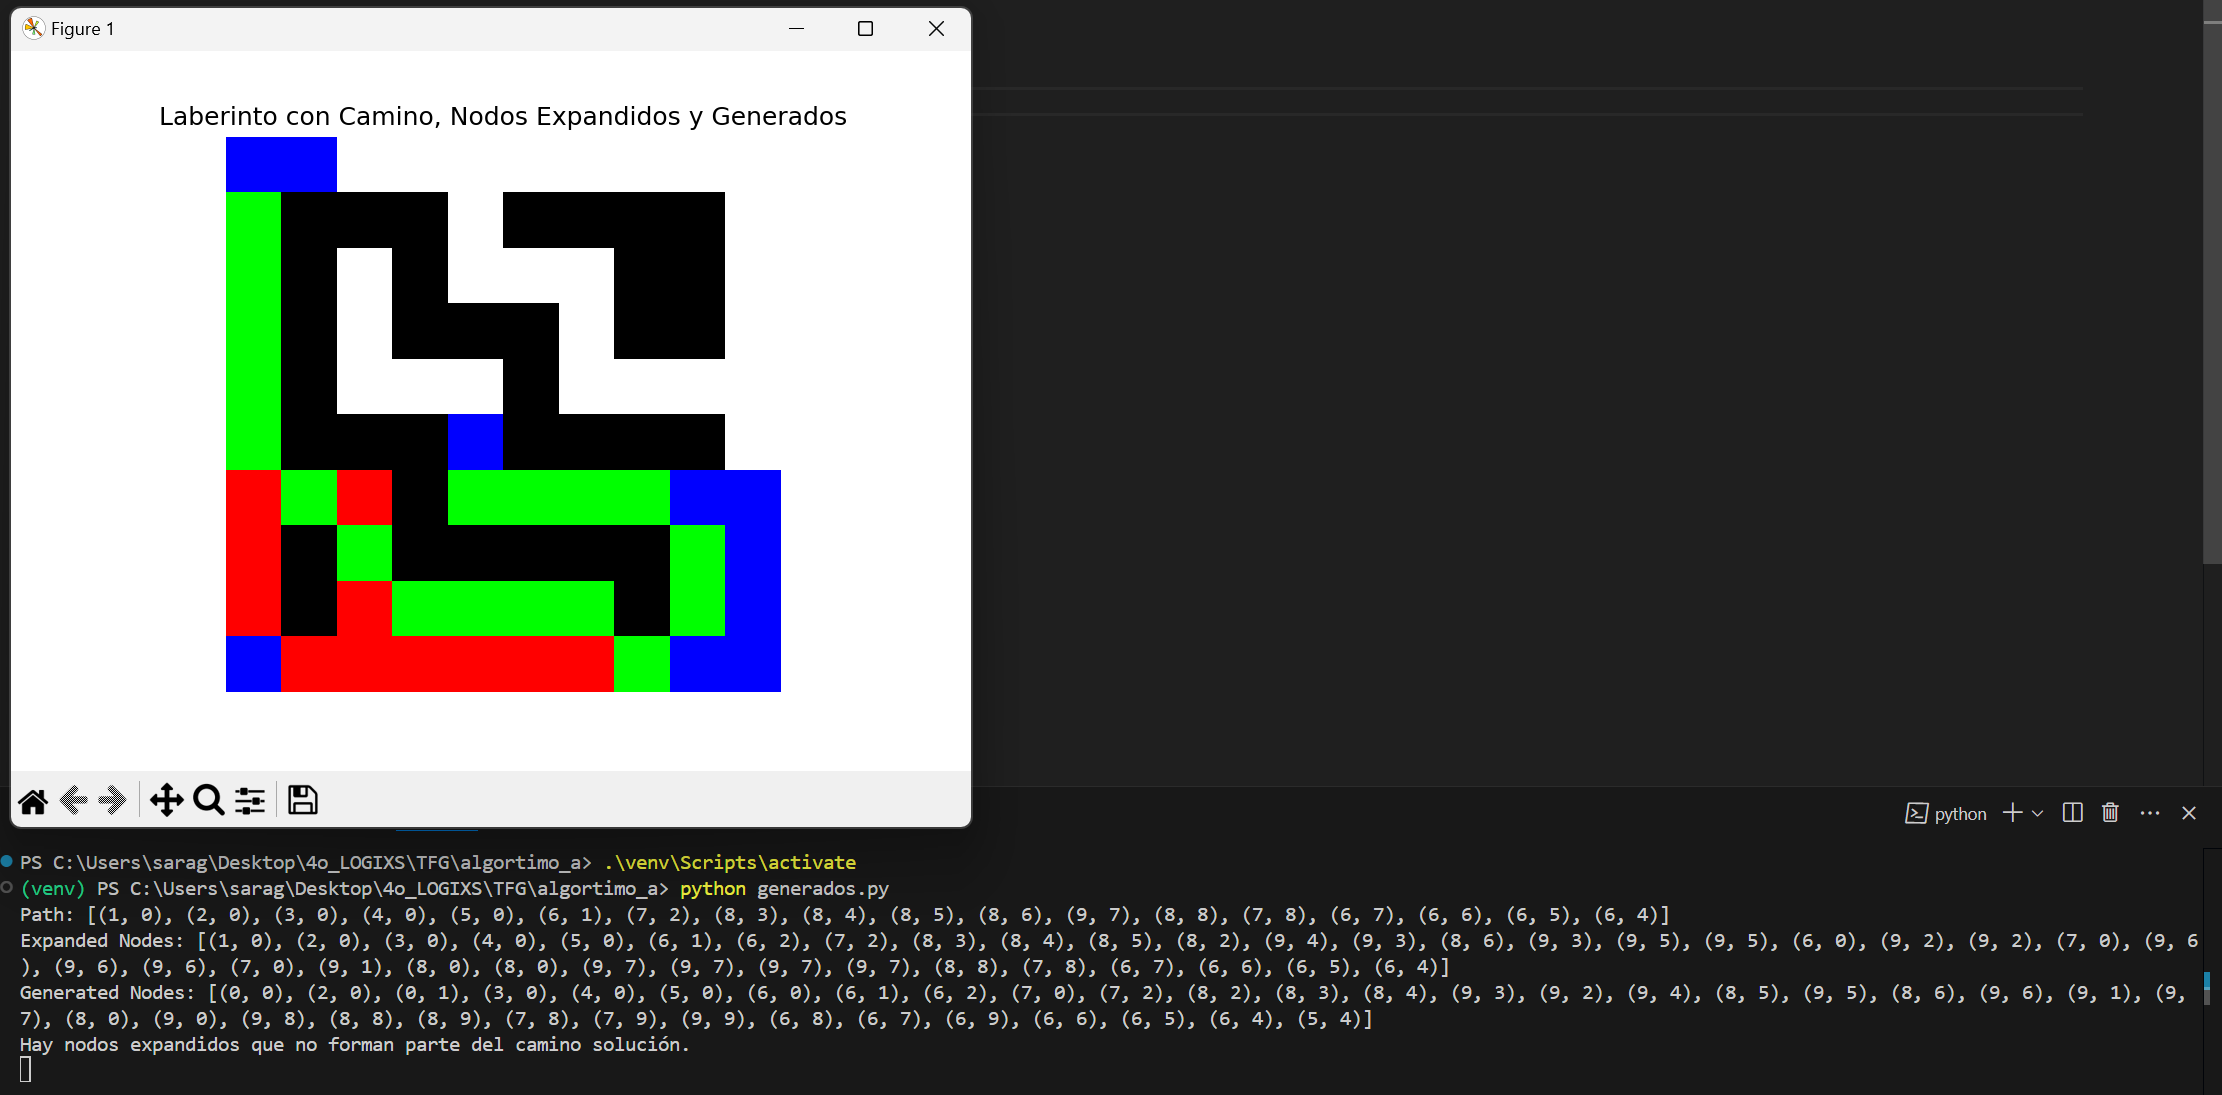 Figure 1
Laberinto con Camino, Nodos Expandidos y Generados
python
PS C:\Users\sarag\Desktop\4o_LOGIXS\TFG\algortimo_a> .\venv\Scripts\activate
(venv) PS C:\Users\sarag\Desktop\4o_LOGIXS\TFG\algortimo_a> python generados.py
Path: [(1, 0), (2, 0), (3, 0), (4, 0), (5, 0), (6, 1), (7, 2), (8, 3), (8, 4), (8, 5), (8, 6), (9, 7), (8, 8), (7, 8), (6, 7), (6, 6), (6, 5), (6, 4)]
Expanded Nodes: [(1, 0), (2, 0), (3, 0), (4, 0), (5, 0), (6, 1), (6, 2), (7, 2), (8, 3), (8, 4), (8, 5), (8, 2), (9, 4), (9, 3), (8, 6), (9, 3), (9, 5), (9, 5), (6, 0), (9, 2), (9, 2), (7, 0), (9, 6
), (9, 6), (9, 6), (7, 0), (9, 1), (8, 0), (8, 0), (9, 7), (9, 7), (9, 7), (9, 7), (8, 8), (7, 8), (6, 7), (6, 6), (6, 5), (6, 4)]
Generated Nodes: [(0, 0), (2, 0), (0, 1), (3, 0), (4, 0), (5, 0), (6, 0), (6, 1), (6, 2), (7, 0), (7, 2), (8, 2), (8, 3), (8, 4), (9, 3), (9, 2), (9, 4), (8, 5), (9, 5), (8, 6), (9, 6), (9, 1), (9,
7), (8, 0), (9, 0), (9, 8), (8, 8), (8, 9), (7, 8), (7, 9), (9, 9), (6, 8), (6, 7), (6, 9), (6, 6), (6, 5), (6, 4), (5, 4)]
Hay nodos expandidos que no forman parte del camino solución.